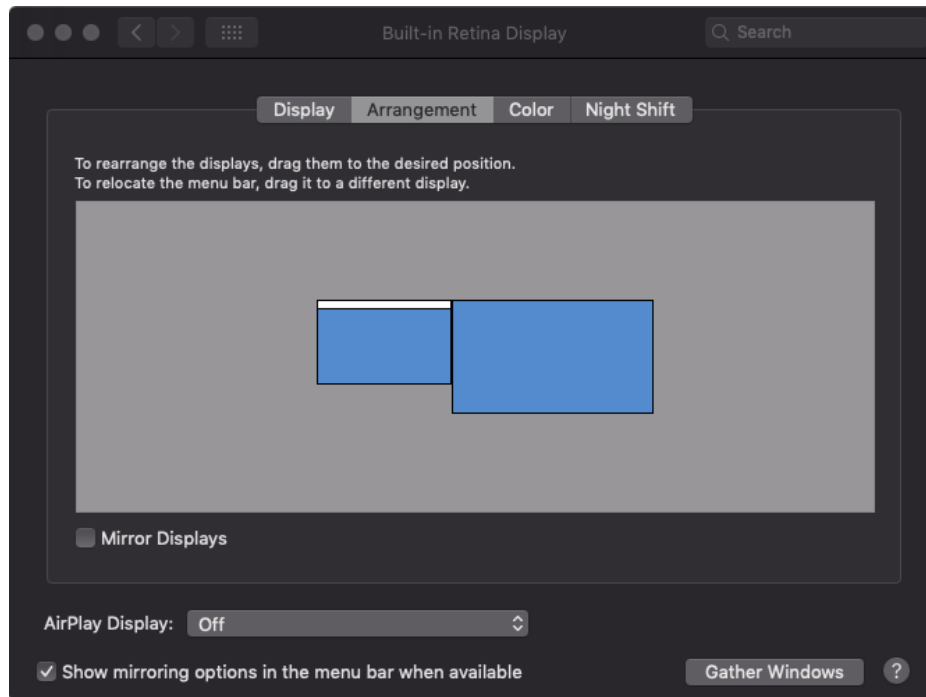 Built-in Retina Display
Search
Display Arrangement Color Night Shift
To rearrange the displays, drag them to the desired position.
To relocate the menu bar, drag it to a different display.
Mirror Displays
AirPlay Display: Off
Show mirroring options in the menu bar when available
Gather Windows
?